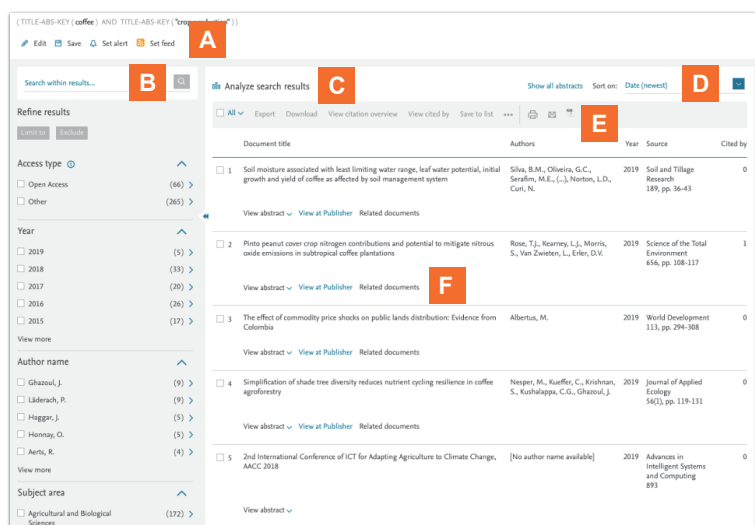 ( TITLE-ABS-KEY ( coffee ) AND TITLE-ABS-KEY ( "crop production" ) )
Edit Save Set alert Set feed A
Search within results... B
Refine results
Limit to Exclude
Access type
Open Access (66)
Other (265)
Year
2019 (5)
2018 (33)
2017 (20)
2016 (26)
2015 (17)
View more
Author name
Ghazoul, J. (9)
Läderach, P. (9)
Haggar, J. (5)
Honnay, O. (5)
Aerts, R. (4)
View more
Subject area
Agricultural and Biological (172)
Sciences
Analyze search results C Show all abstracts Sort on: Date (newest) D
All Export Download View citation overview View cited by Save to list ••• E
Document title Authors Year Source Cited by
1 Soil moisture associated with least limiting water range, leaf water potential, initial Silva, B.M., Oliveira, G.C., 2019 Soil and Tillage 0
growth and yield of coffee as affected by soil management system Serafim, M.E., (...), Norton, L.D., Research
Curi, N. 189, pp. 36-43
View abstract View at Publisher Related documents
2 Pinto peanut cover crop nitrogen contributions and potential to mitigate nitrous Rose, T.J., Kearney, L.J., Morris, 2019 Science of the Total 1
oxide emissions in subtropical coffee plantations S., Van Zwieten, L., Erler, D.V. Environment
656, pp. 108-117
View abstract View at Publisher Related documents F
3 The effect of commodity price shocks on public lands distribution: Evidence from Albertus, M. 2019 World Development 0
Colombia 113, pp. 294-308
View abstract View at Publisher Related documents
4 Simplification of shade tree diversity reduces nutrient cycling resilience in coffee Nesper, M., Kueffer, C., Krishnan, 2019 Journal of Applied 0
agroforestry S., Kushalappa, C.G., Ghazoul, J. Ecology
56(1), pp. 119-131
View abstract View at Publisher Related documents
5 2nd International Conference of ICT for Adapting Agriculture to Climate Change, [No author name available] 2019 Advances in 0
AACC 2018 Intelligent Systems
and Computing
893
View abstract